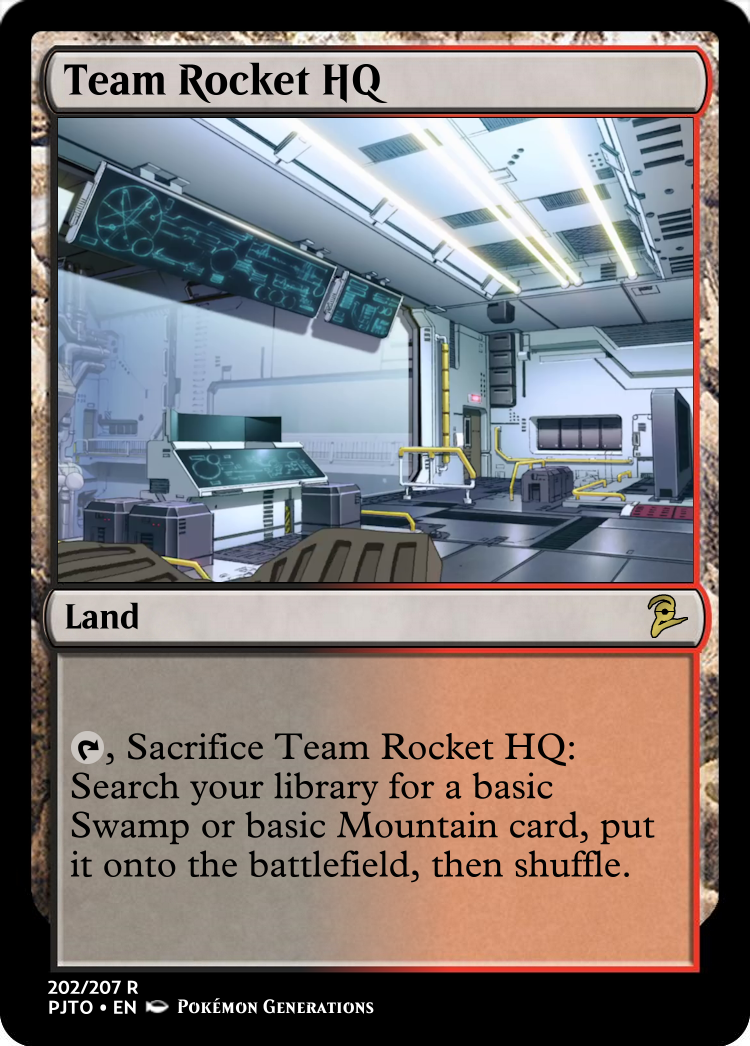 Team Rocket HQ
Land
, Sacrifice Team Rocket HQ:
Search your library for a basic
Swamp or basic Mountain card, put
it onto the battlefield, then shuffle.
202/207 R
PJTO • EN Pokémon Generations